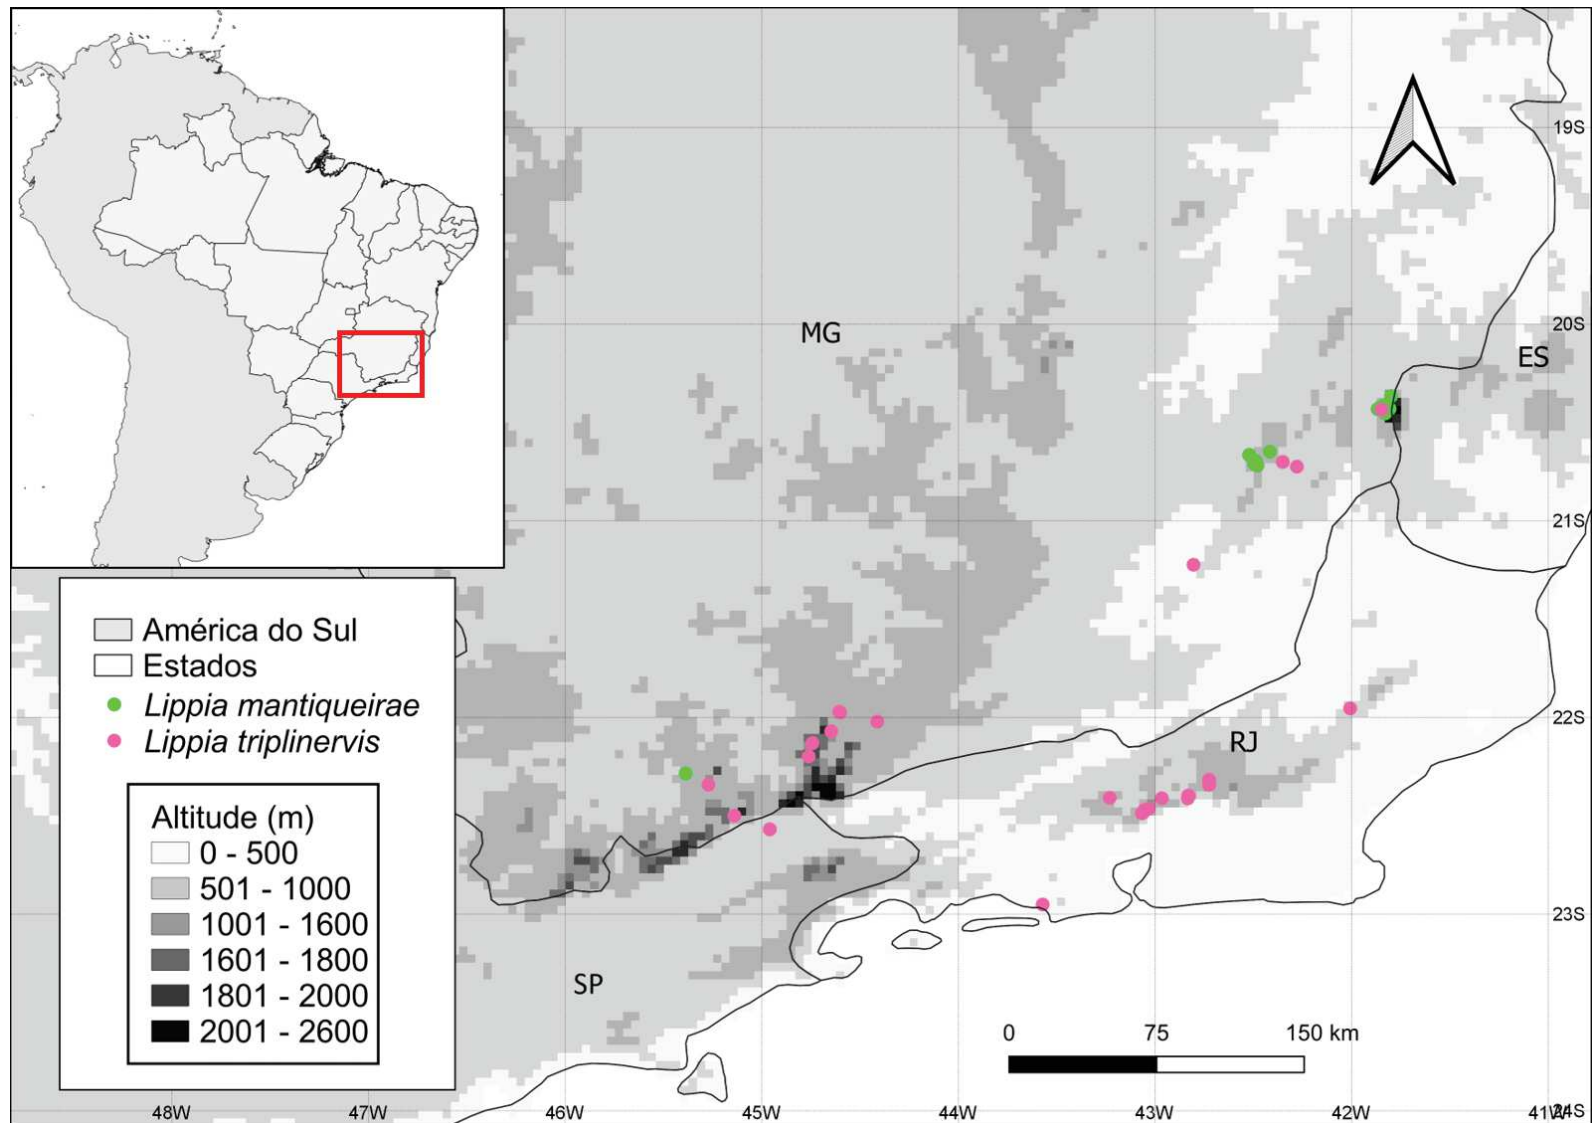 19S
MG
20S
ES
21S
América do Sul
Estados
Lippia mantiqueirae
Lippia triplinervis
22S
RJ
Altitude (m)
0 - 500
501 - 1000
1001 - 1600
1601 - 1800
1801 - 2000
2001 - 2600
23S
SP
0 75 150 km
48W 47W 46W 45W 44W 43W 42W 41W 24S